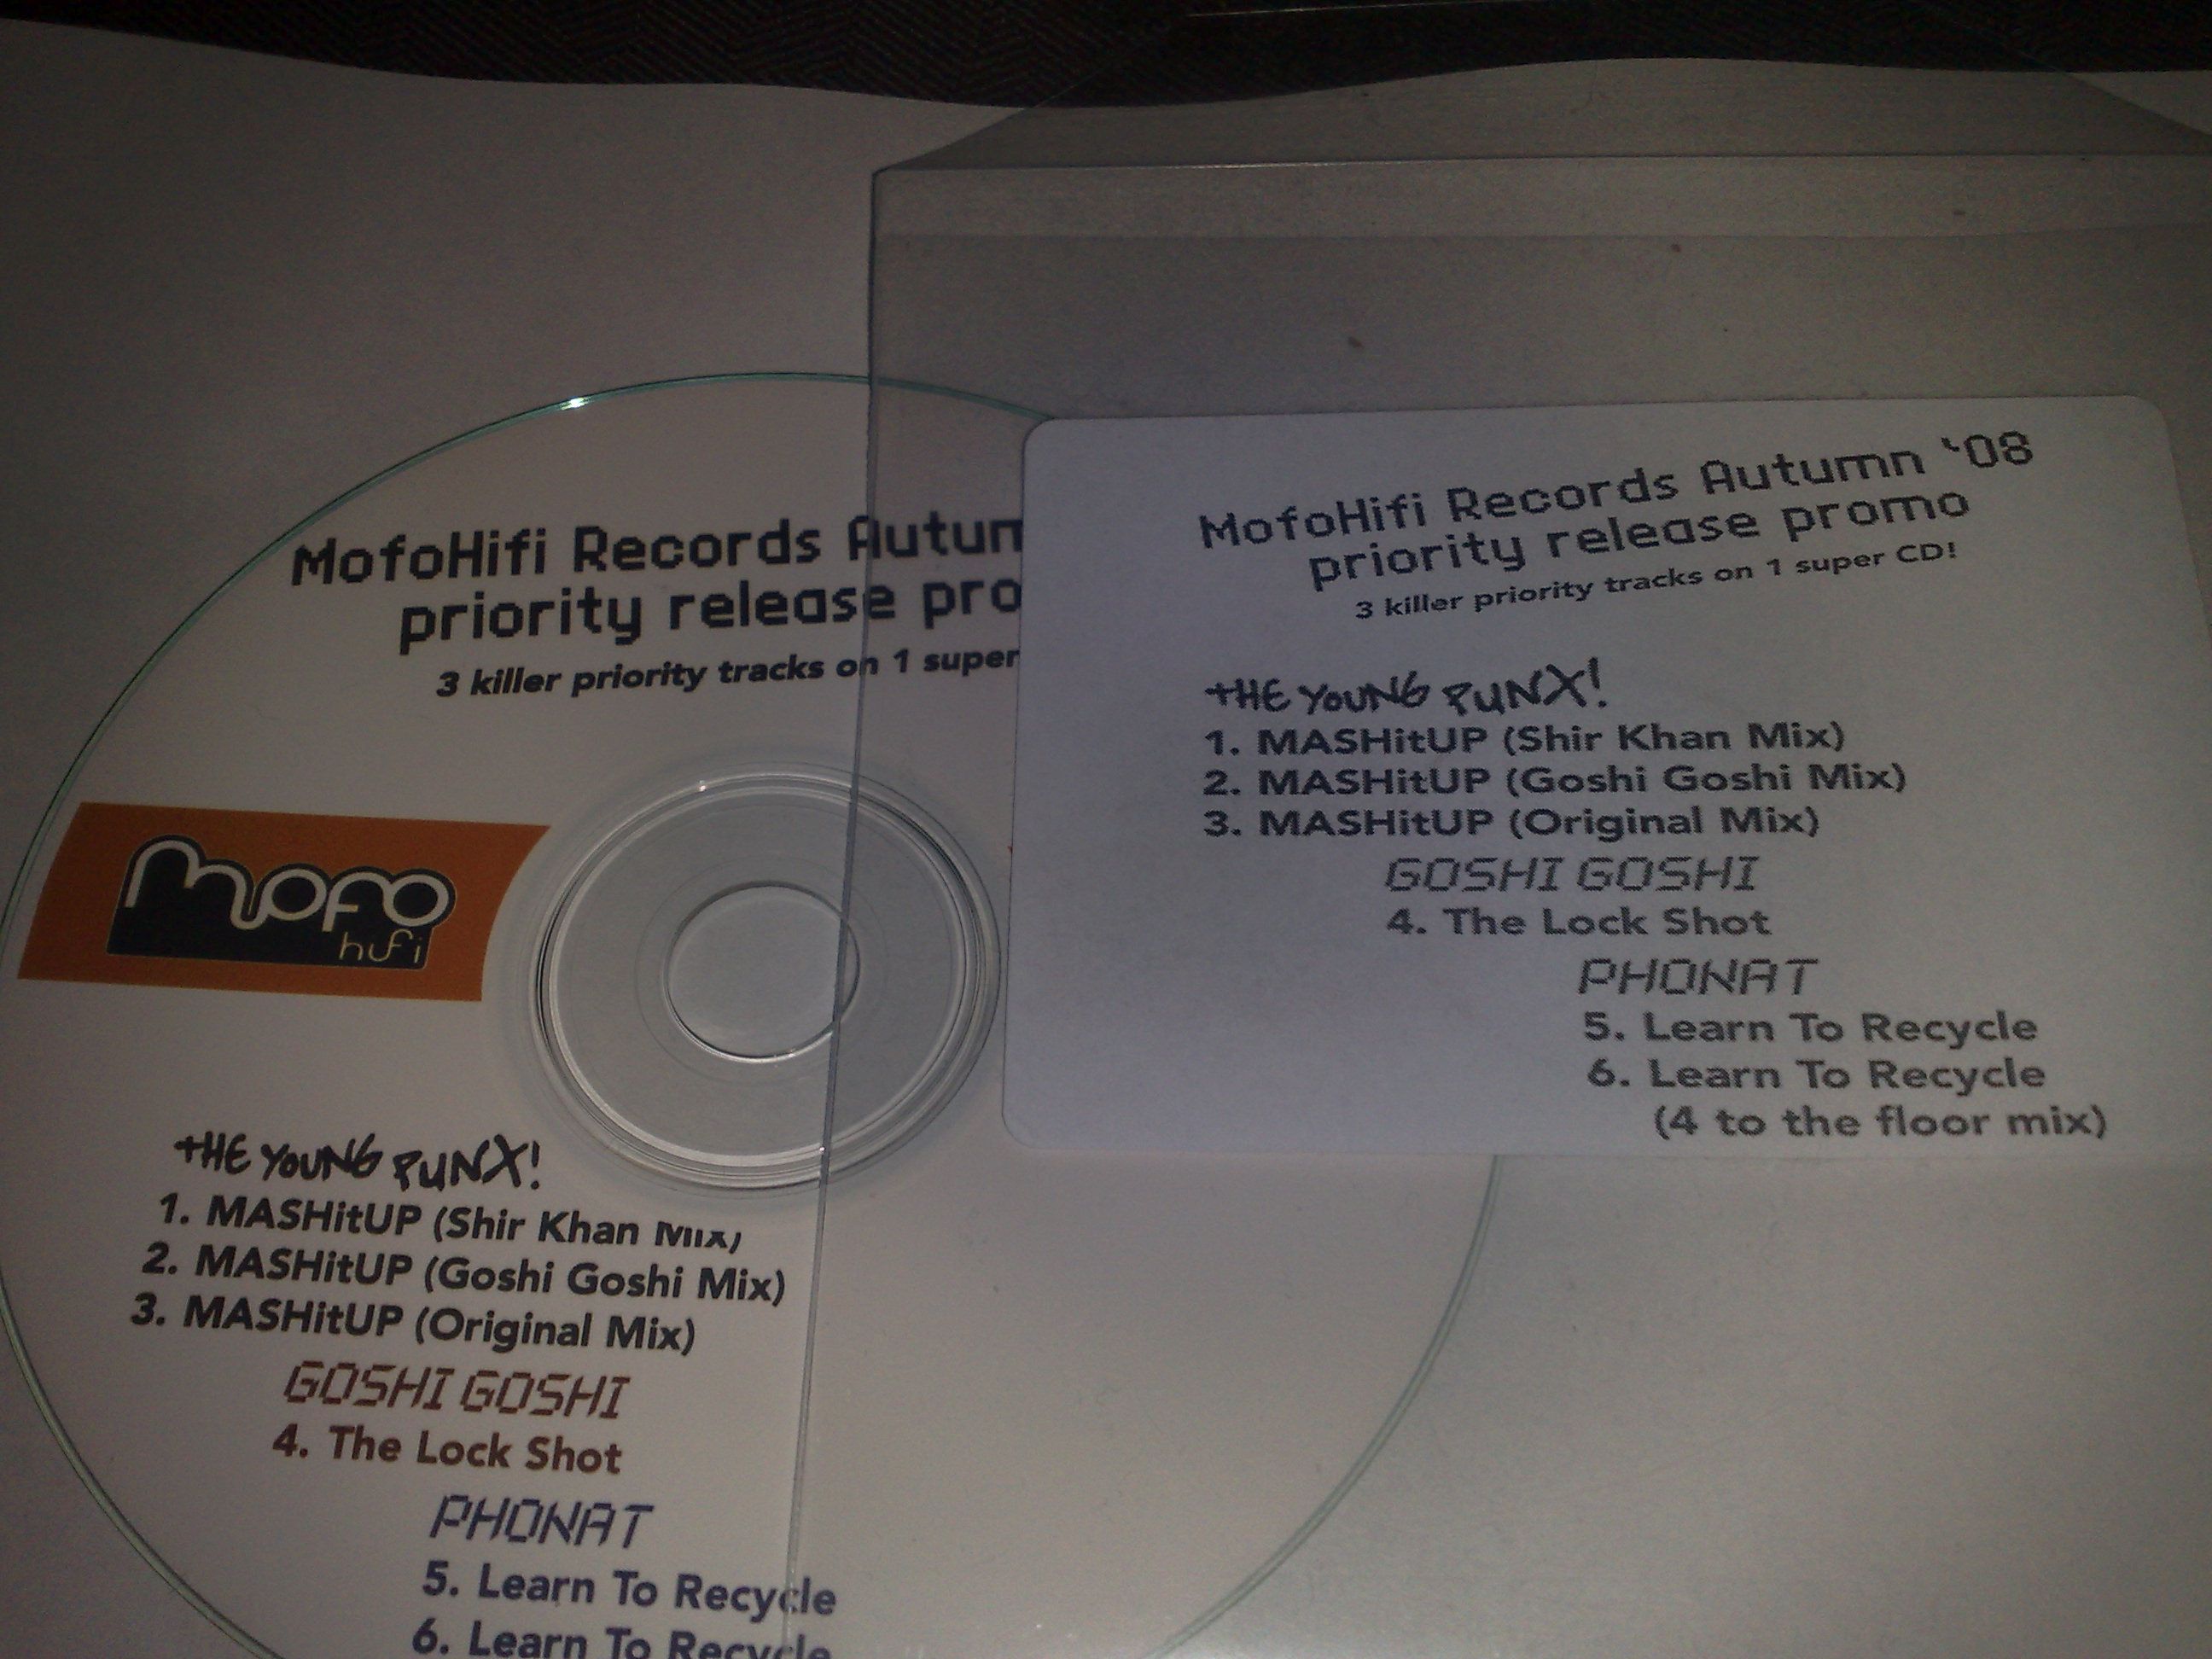 MofoHifi Records Autum
priority release pro
3 killer priority tracks on 1 super
mofo
hifi
THE YOUNG PUNX!
1. MASHitUP (Shir Khan Mix)
2. MASHitUP (Goshi Goshi Mix)
3. MASHitUP (Original Mix)
GOSHI GOSHI
4. The Lock Shot
PHONAT
5. Learn To Recycle
6. Learn To Recycle
MofoHifi Records Autumn '08
priority release promo
3 killer priority tracks on 1 super CD!
THE YOUNG PUNX!
1. MASHitUP (Shir Khan Mix)
2. MASHitUP (Goshi Goshi Mix)
3. MASHitUP (Original Mix)
GOSHI GOSHI
4. The Lock Shot
PHONAT
5. Learn To Recycle
6. Learn To Recycle
(4 to the floor mix)